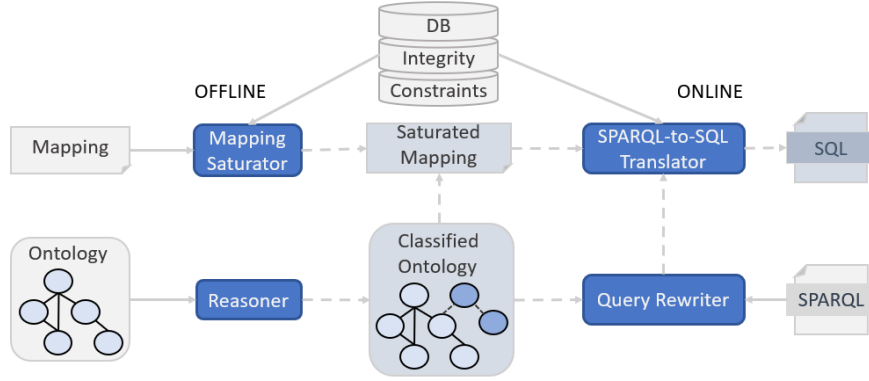 DB
Integrity
Constraints
OFFLINE
ONLINE
Mapping
Mapping
Saturator
Saturated
Mapping
SPARQL-to-SQL
Translator
SQL
Ontology
Reasoner
Classified
Ontology
Query Rewriter
SPARQL